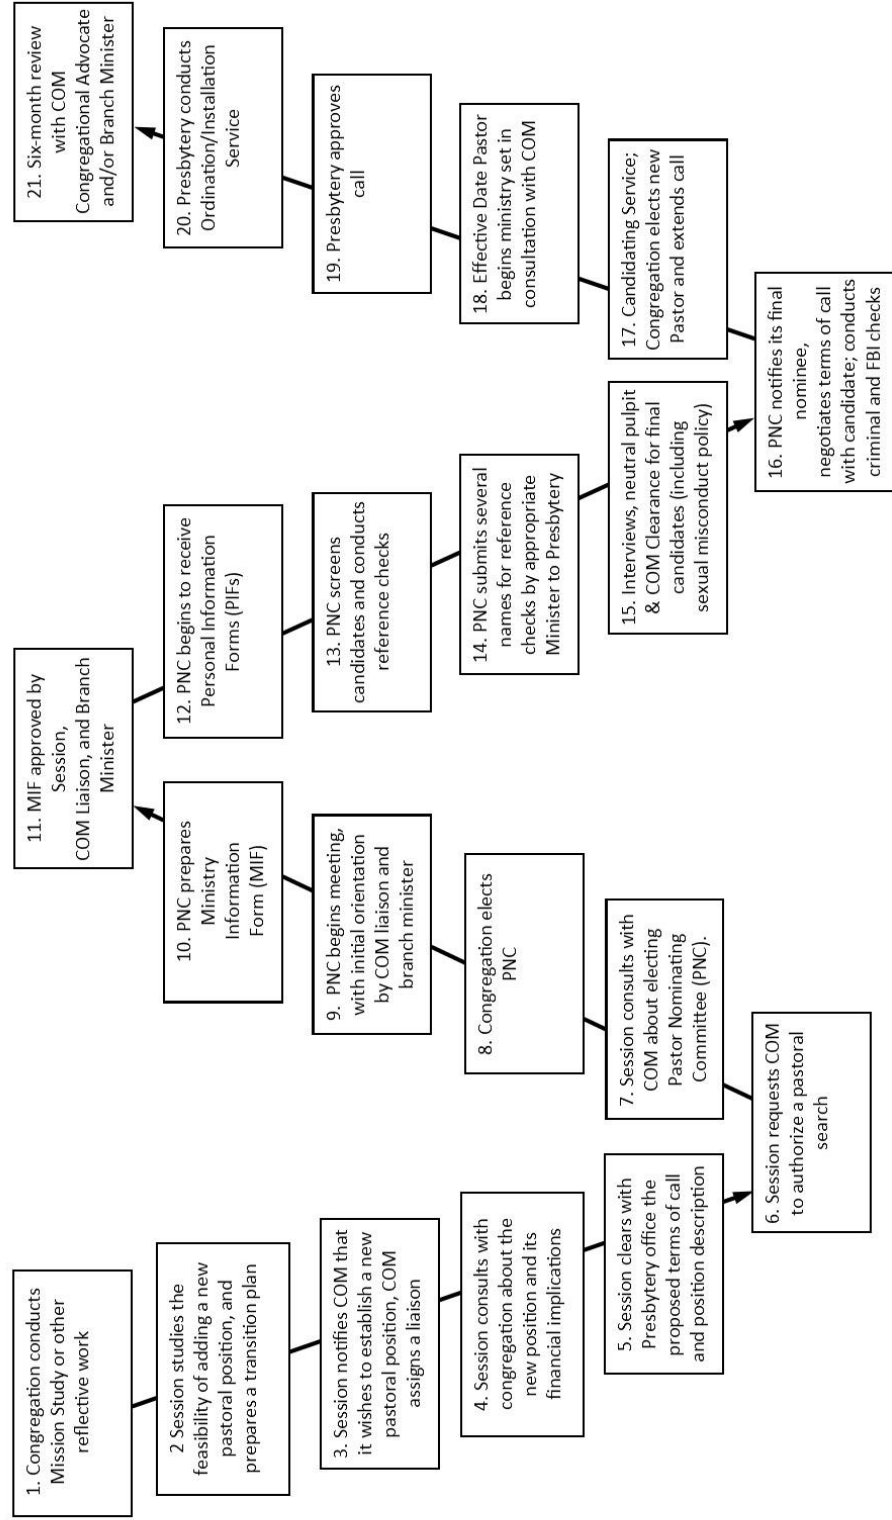 1. Congregation conducts
Mission Study or other
reflective work
2 Session studies the
feasibility of adding a new
pastoral position, and
prepares a transition plan
3. Session notifies COM that
it wishes to establish a new
pastoral position, COM
assigns a liaison
4. Session consults with
congregation about the
new position and its
financial implications
5. Session clears with
Presbytery office the
proposed terms of call
and position description
6. Session requests COM
to authorize a pastoral
search
7. Session consults with
COM about electing
Pastor Nominating
Committee (PNC).
8. Congregation elects
PNC
9. PNC begins meeting,
with initial orientation
by COM liaison and
branch minister
10. PNC prepares
Ministry
Information
Form (MIF)
11. MIF approved by
Session,
COM Liaison, and Branch
Minister
12. PNC begins to receive
Personal Information
Forms (PIFs)
13. PNC screens
candidates and conducts
reference checks
14. PNC submits several
names for reference
checks by appropriate
Minister to Presbytery
15. Interviews, neutral pulpit
& COM Clearance for final
candidates (including
sexual misconduct policy)
16. PNC notifies its final
nominee,
negotiates terms of call
with candidate; conducts
criminal and FBI checks
17. Candidating Service;
Congregation elects new
Pastor and extends call
18. Effective Date Pastor
begins ministry set in
consultation with COM
19. Presbytery approves
call
20. Presbytery conducts
Ordination/Installation
Service
21. Six-month review
with COM
Congregational Advocate
and/or Branch Minister